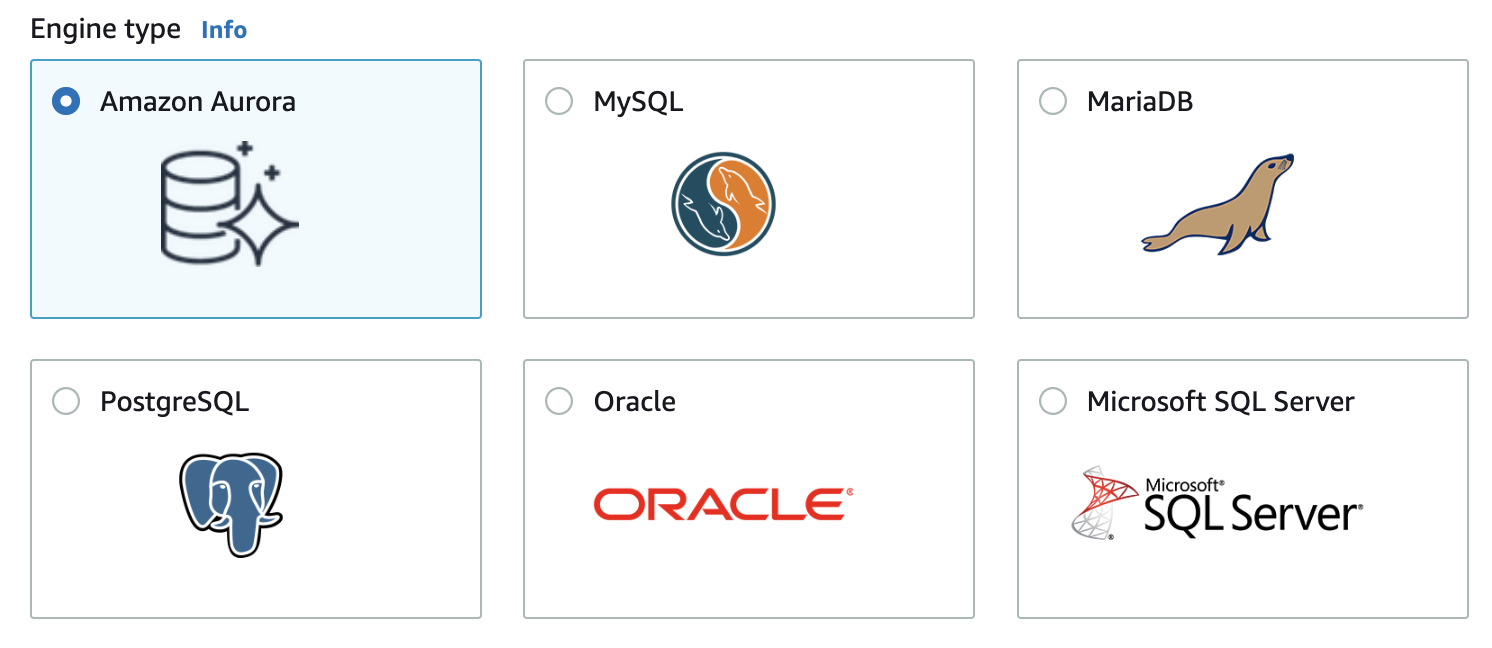 Engine type Info
Amazon Aurora
MySQL
MariaDB
PostgreSQL
Oracle
Microsoft SQL Server
ORACLE®
Microsoft®
SQL Server®
®